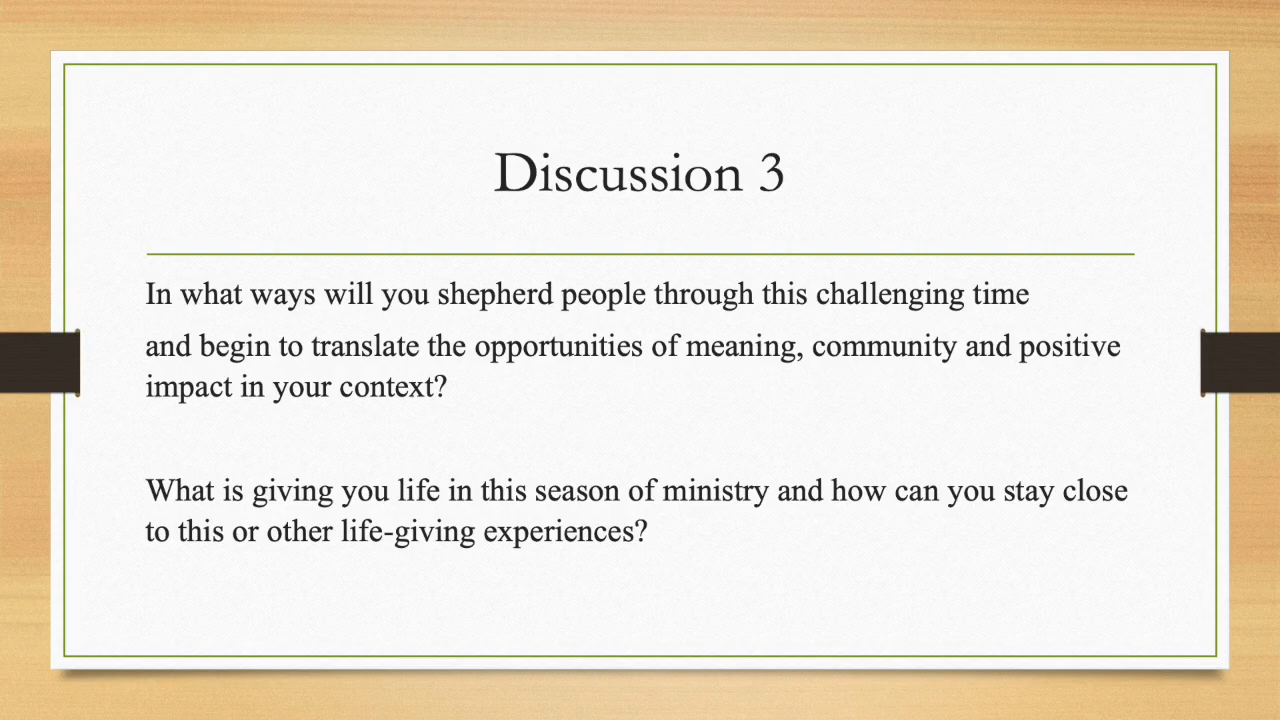 Discussion 3
In what ways will you shepherd people through this challenging time
and begin to translate the opportunities of meaning, community and positive
impact in your context?
What is giving you life in this season of ministry and how can you stay close
to this or other life-giving experiences?